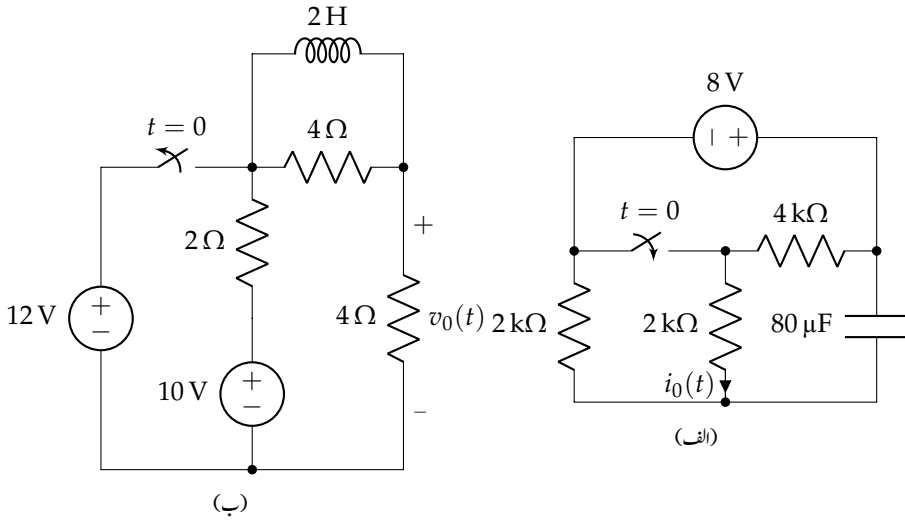 2 H
8 V
t = 0
4 Ω
t = 0
4 kΩ
+
2 Ω
12 V
+
−
4 Ω
v₀(t)
2 kΩ
2 kΩ
80 μF
10 V
+
−
−
i₀(t)
(الف)
(ب)
− +